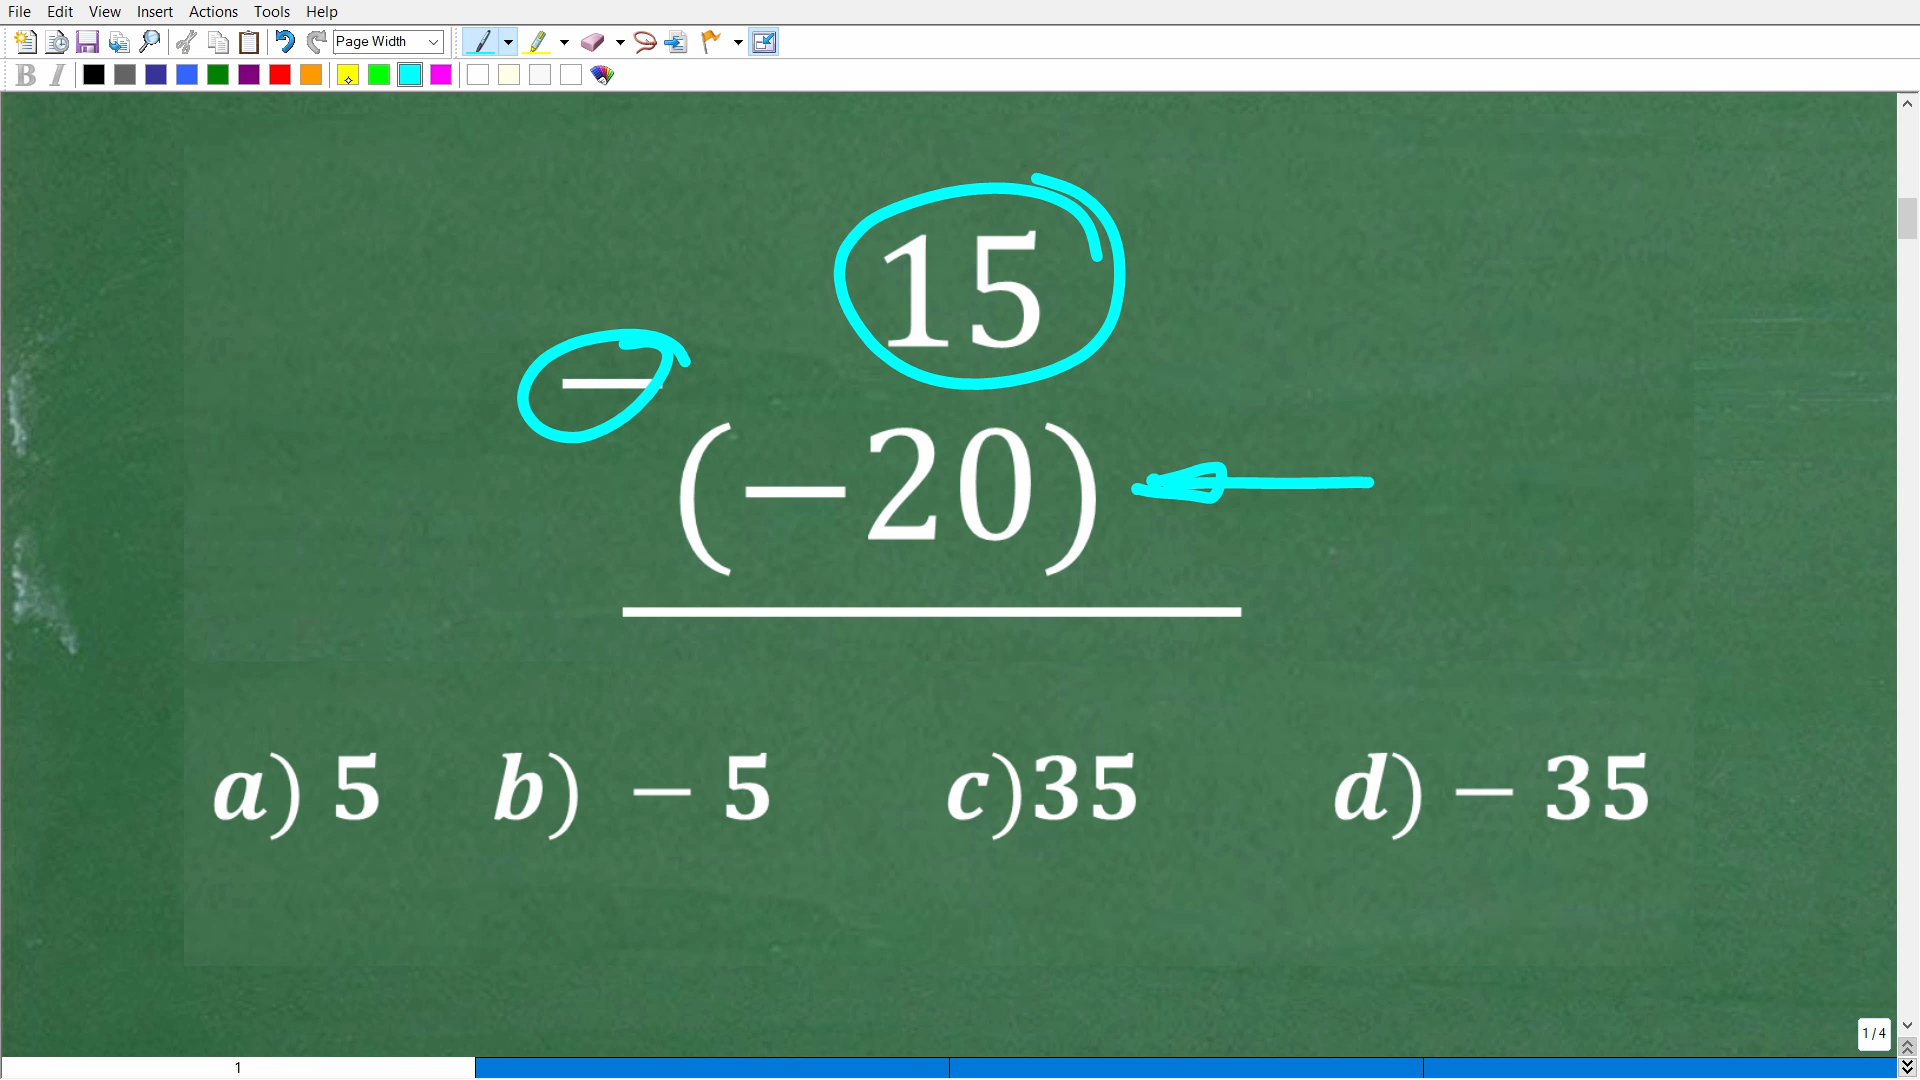 File Edit View Insert Actions Tools Help
Page Width
B I
15
−
(−20)
a) 5 b) − 5 c)35 d) − 35
1 / 4
1